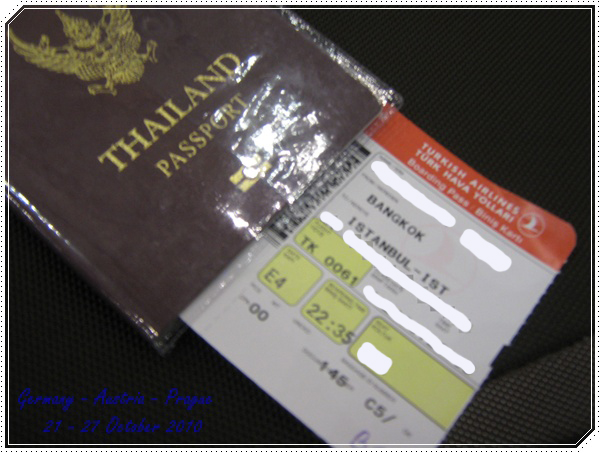 THAILAND
PASSPORT
TURKISH AIRLINES
TÜRK HAVA YOLLARI
Boarding Pass - Biniş Kartı
BANGKOK
ISTANBUL-IST
TK 0061
E4
22:35
00
145
C5/
Germany - Austria - Prague
21 - 27 October 2010